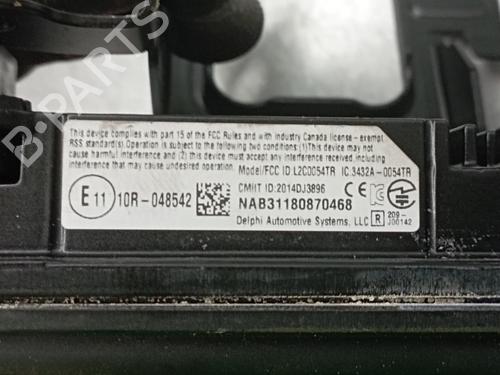 This device complies with part 15 of the FCC Rules and with industry Canada license - exempt
RSS standard(s).Operation is subject to the following two conditions: (1)This device may not
cause harmful interference and (2) this device must accept any interference
received, including interference
that may cause undesired operation.
Model/FCC ID L2C0054TR IC:3432A-0054TR
CMIIT ID:2014DJ3896 CE
E11 10R-048542 NAB31180870468
Delphi Automotive Systems, LLC R 209-J00142
B-PARTS